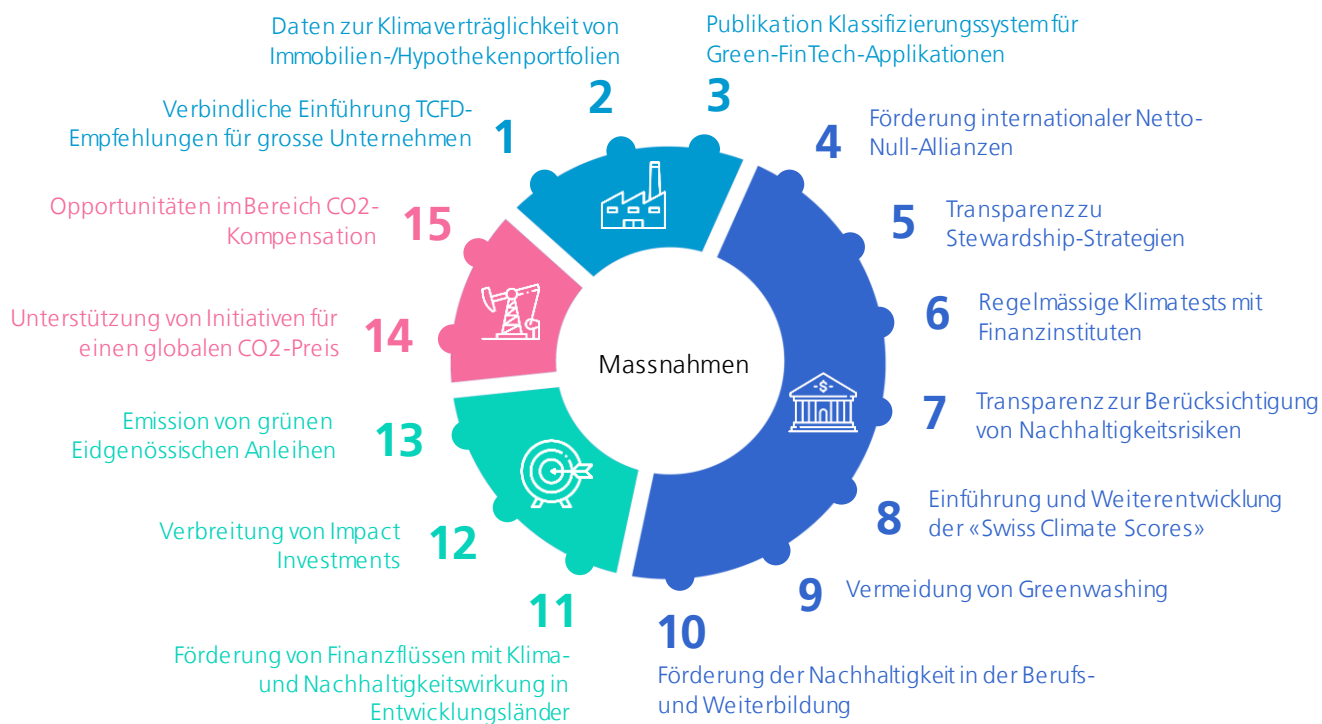 Daten zur Klimaverträglichkeit von
Immobilien-/Hypothekenportfolien
2
Publikation Klassifizierungssystem für
Green-FinTech-Applikationen
3
Verbindliche Einführung TCFD-
Empfehlungen für grosse Unternehmen
1
4
Förderung internationaler Netto-
Null-Allianzen
Opportunitäten im Bereich CO2-
Kompensation
15
5
Transparenz zu
Stewardship-Strategien
Unterstützung von Initiativen für
einen globalen CO2-Preis
14
6
Regelmässige Klimatests mit
Finanzinstituten
Massnahmen
-$-
Emission von grünen
Eidgenössischen Anleihen
13
7
Transparenz zur Berücksichtigung
von Nachhaltigkeitsrisiken
Verbreitung von Impact
Investments
12
8
Einführung und Weiterentwicklung
der «Swiss Climate Scores»
9
Vermeidung von Greenwashing
11
Förderung von Finanzflüssen mit Klima-
und Nachhaltigkeitswirkung in
Entwicklungsländer
10
Förderung der Nachhaltigkeit in der Berufs-
und Weiterbildung